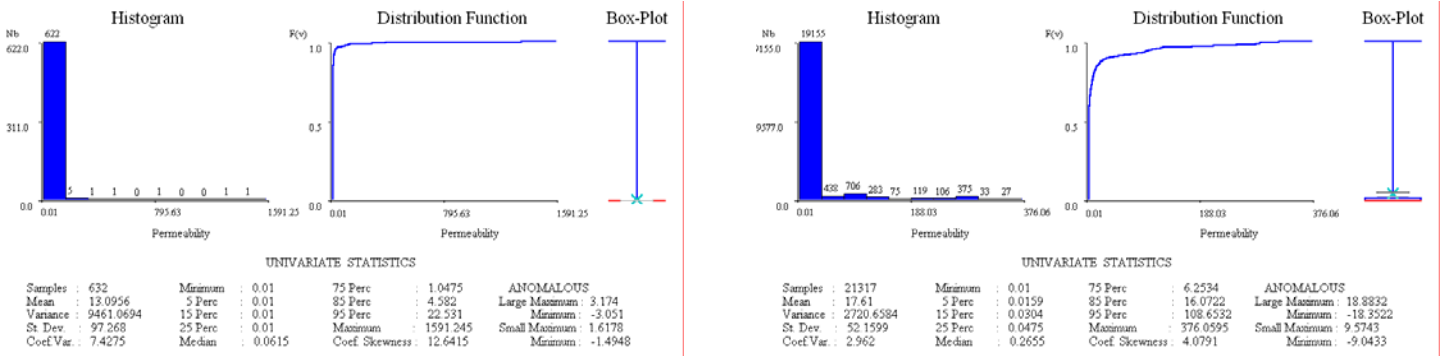 Histogram Distribution Function Box-Plot
Nb 622 F(v)
622.0 1.0
311.0 0.5
5 1 1 0 1 0 0 1 1
0.0 0.0
0.01 795.63 1591.25 0.01 795.63 1591.25
Permeability Permeability
UNIVARIATE STATISTICS
Samples : 632 Minimum : 0.01 75 Perc : 1.0475 ANOMALOUS
Mean : 13.0956 5 Perc : 0.01 85 Perc : 4.582 Large Maximum : 3.174
Variance : 9461.0694 15 Perc : 0.01 95 Perc : 22.531 Minimum : -3.051
St. Dev. : 97.268 25 Perc : 0.01 Maximum : 1591.245 Small Maximum : 1.6178
Coef.Var. : 7.4275 Median : 0.0615 Coef. Skewness : 12.6415 Minimum : -1.4948
Histogram Distribution Function Box-Plot
Nb 19155 F(v)
9155.0 1.0
9577.0 0.5
438 706 283 75 119 106 375 33 27
0.0 0.0
0.01 188.03 376.06 0.01 188.03 376.06
Permeability Permeability
UNIVARIATE STATISTICS
Samples : 21317 Minimum : 0.01 75 Perc : 6.2534 ANOMALOUS
Mean : 17.61 5 Perc : 0.0159 85 Perc : 16.0722 Large Maximum : 18.8832
Variance : 2720.6584 15 Perc : 0.0304 95 Perc : 108.6532 Minimum : -18.3522
St. Dev. : 52.1599 25 Perc : 0.0475 Maximum : 376.0595 Small Maximum : 9.5743
Coef.Var. : 2.962 Median : 0.2655 Coef. Skewness : 4.0791 Minimum : -9.0433